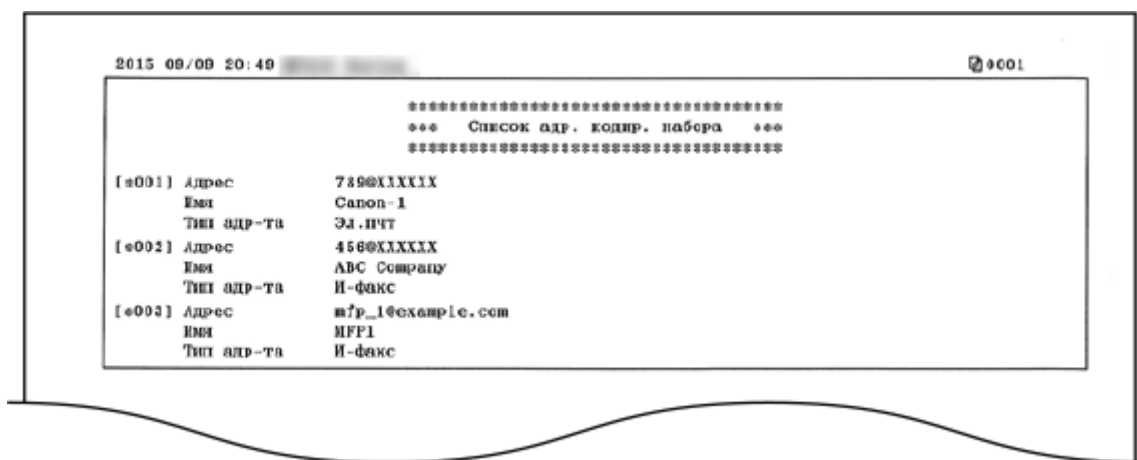 2015 09/09 20:49 0001
************************************
*** Список адр. кодир. набора ***
************************************
[*001] Адрес 789@XXXXXX
Имя Canon-1
Тип адр-та Эл.пчт
[*002] Адрес 456@XXXXXX
Имя ABC Company
Тип адр-та И-факс
[*003] Адрес mfp_1@example.com
Имя MFP1
Тип адр-та И-факс